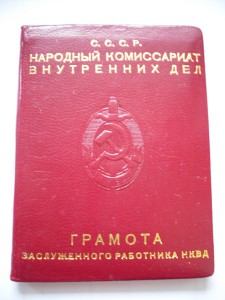 С. С. С. Р.
НАРОДНЫЙ КОМИССАРИАТ
ВНУТРЕННИХ ДЕЛ
ГРАМОТА
ЗАСЛУЖЕННОГО РАБОТНИКА НКВД